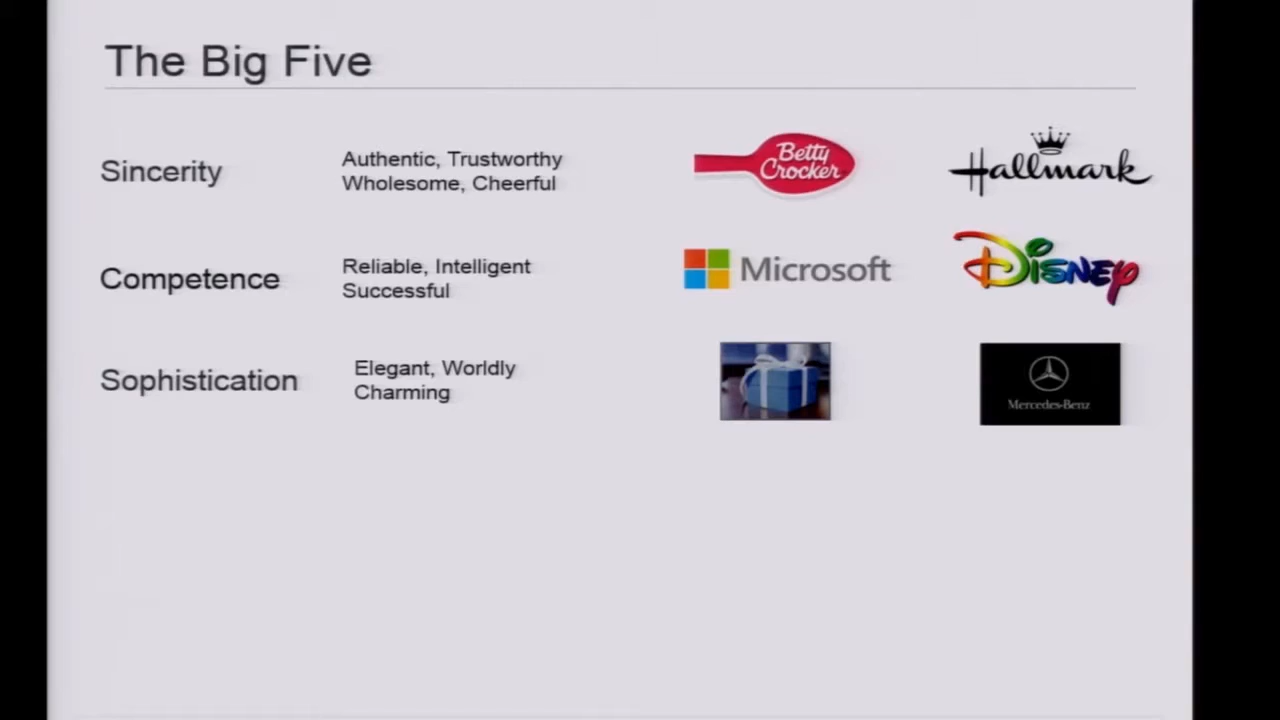 The Big Five
Sincerity
Authentic, Trustworthy
Wholesome, Cheerful
Betty
Crocker
Hallmark
Competence
Reliable, Intelligent
Successful
Microsoft
Disney
Sophistication
Elegant, Worldly
Charming
Mercedes-Benz